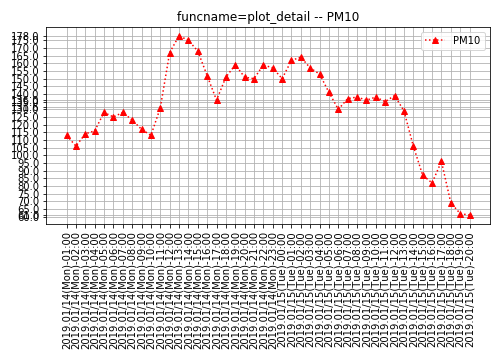 funcname=plot_detail -- PM10
PM10
178.0
170.0
165.0
160.0
155.0
150.0
145.0
140.0
125.0
120.0
115.0
110.0
105.0
100.0
95.0
90.0
85.0
80.0
75.0
70.0
65.0
2019.01/14(Mon)-01:00
2019.01/14(Mon)-02:00
2019.01/14(Mon)-03:00
2019.01/14(Mon)-04:00
2019.01/14(Mon)-05:00
2019.01/14(Mon)-06:00
2019.01/14(Mon)-07:00
2019.01/14(Mon)-08:00
2019.01/14(Mon)-09:00
2019.01/14(Mon)-10:00
2019.01/14(Mon)-11:00
2019.01/14(Mon)-12:00
2019.01/14(Mon)-13:00
2019.01/14(Mon)-14:00
2019.01/14(Mon)-15:00
2019.01/14(Mon)-16:00
2019.01/14(Mon)-17:00
2019.01/14(Mon)-18:00
2019.01/14(Mon)-19:00
2019.01/14(Mon)-20:00
2019.01/14(Mon)-21:00
2019.01/14(Mon)-22:00
2019.01/14(Mon)-23:00
2019.01/15(Tue)-00:00
2019.01/15(Tue)-01:00
2019.01/15(Tue)-02:00
2019.01/15(Tue)-03:00
2019.01/15(Tue)-04:00
2019.01/15(Tue)-05:00
2019.01/15(Tue)-06:00
2019.01/15(Tue)-07:00
2019.01/15(Tue)-08:00
2019.01/15(Tue)-09:00
2019.01/15(Tue)-10:00
2019.01/15(Tue)-11:00
2019.01/15(Tue)-12:00
2019.01/15(Tue)-13:00
2019.01/15(Tue)-14:00
2019.01/15(Tue)-15:00
2019.01/15(Tue)-16:00
2019.01/15(Tue)-17:00
2019.01/15(Tue)-18:00
2019.01/15(Tue)-19:00
2019.01/15(Tue)-20:00